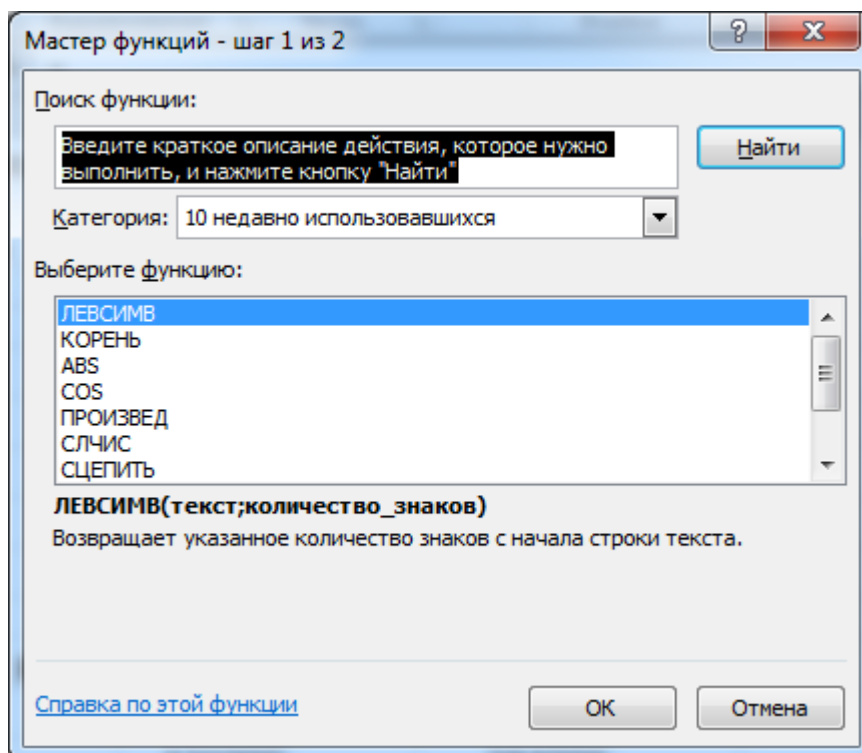 Мастер функций - шаг 1 из 2
Поиск функции:
Введите краткое описание действия, которое нужно
выполнить, и нажмите кнопку "Найти"
Найти
Категория: 10 недавно использовавшихся
Выберите функцию:
ЛЕВСИМВ
КОРЕНЬ
ABS
COS
ПРОИЗВЕД
СЛЧИС
СЦЕПИТЬ
ЛЕВСИМВ(текст;количество_знаков)
Возвращает указанное количество знаков с начала строки текста.
Справка по этой функции
ОК
Отмена